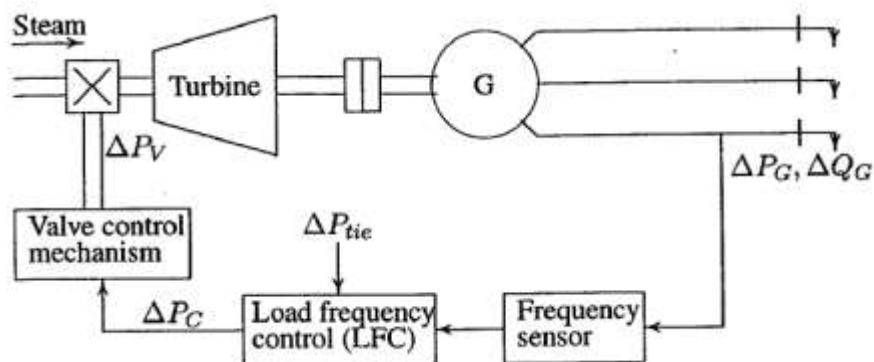 Steam
Turbine
G
ΔP_V
ΔP_G, ΔQ_G
Valve control
mechanism
ΔP_tie
ΔP_C
Load frequency
control (LFC)
Frequency
sensor